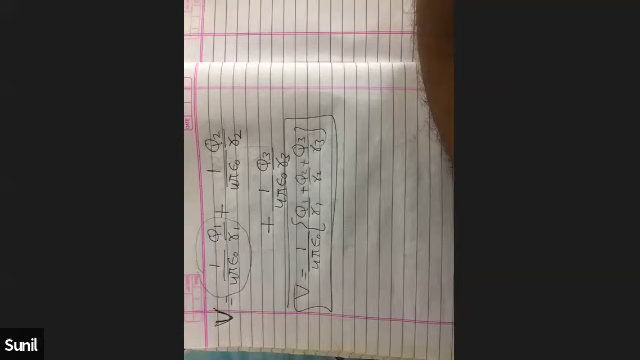 V = 1/4πε₀ Q₁/r₁ + 1/4πε₀ Q₂/r₂
+ 1/4πε₀ Q₃/r₃
V = 1/4πε₀ [Q₁/r₁ + Q₂/r₂ + Q₃/r₃]
Sunil